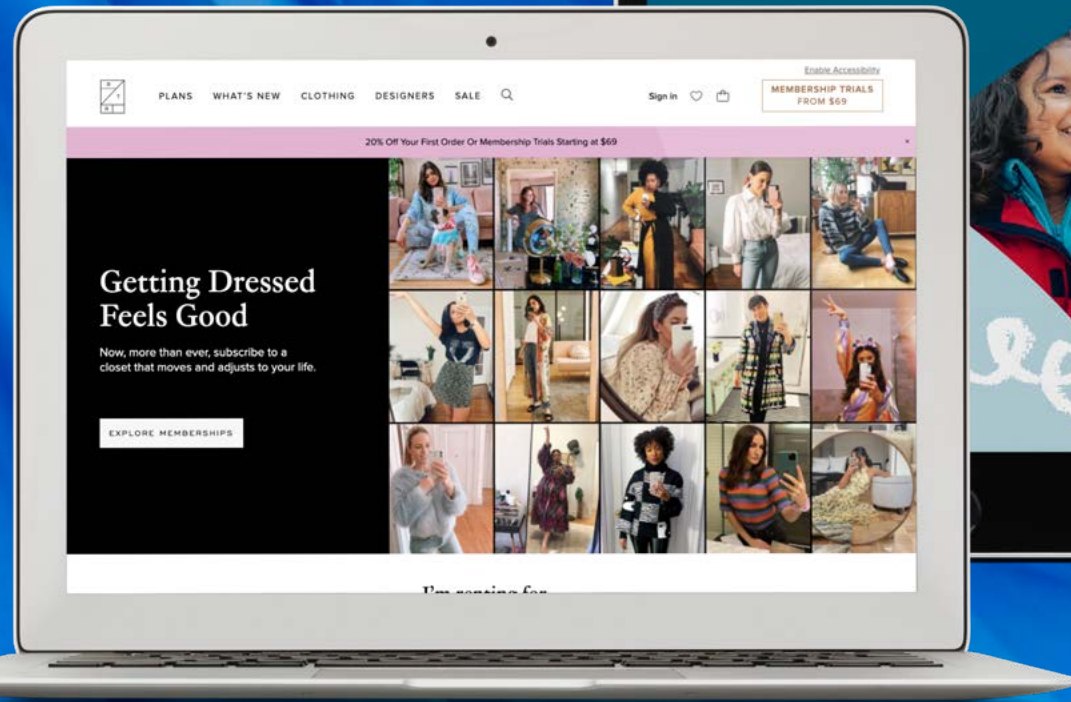 Enable Accessibility
R
T
R
PLANS WHAT'S NEW CLOTHING DESIGNERS SALE Sign in MEMBERSHIP TRIALS
FROM $69
20% Off Your First Order Or Membership Trials Starting at $69 ×
Getting Dressed
Feels Good
Now, more than ever, subscribe to a
closet that moves and adjusts to your life.
EXPLORE MEMBERSHIPS
I'm renting for